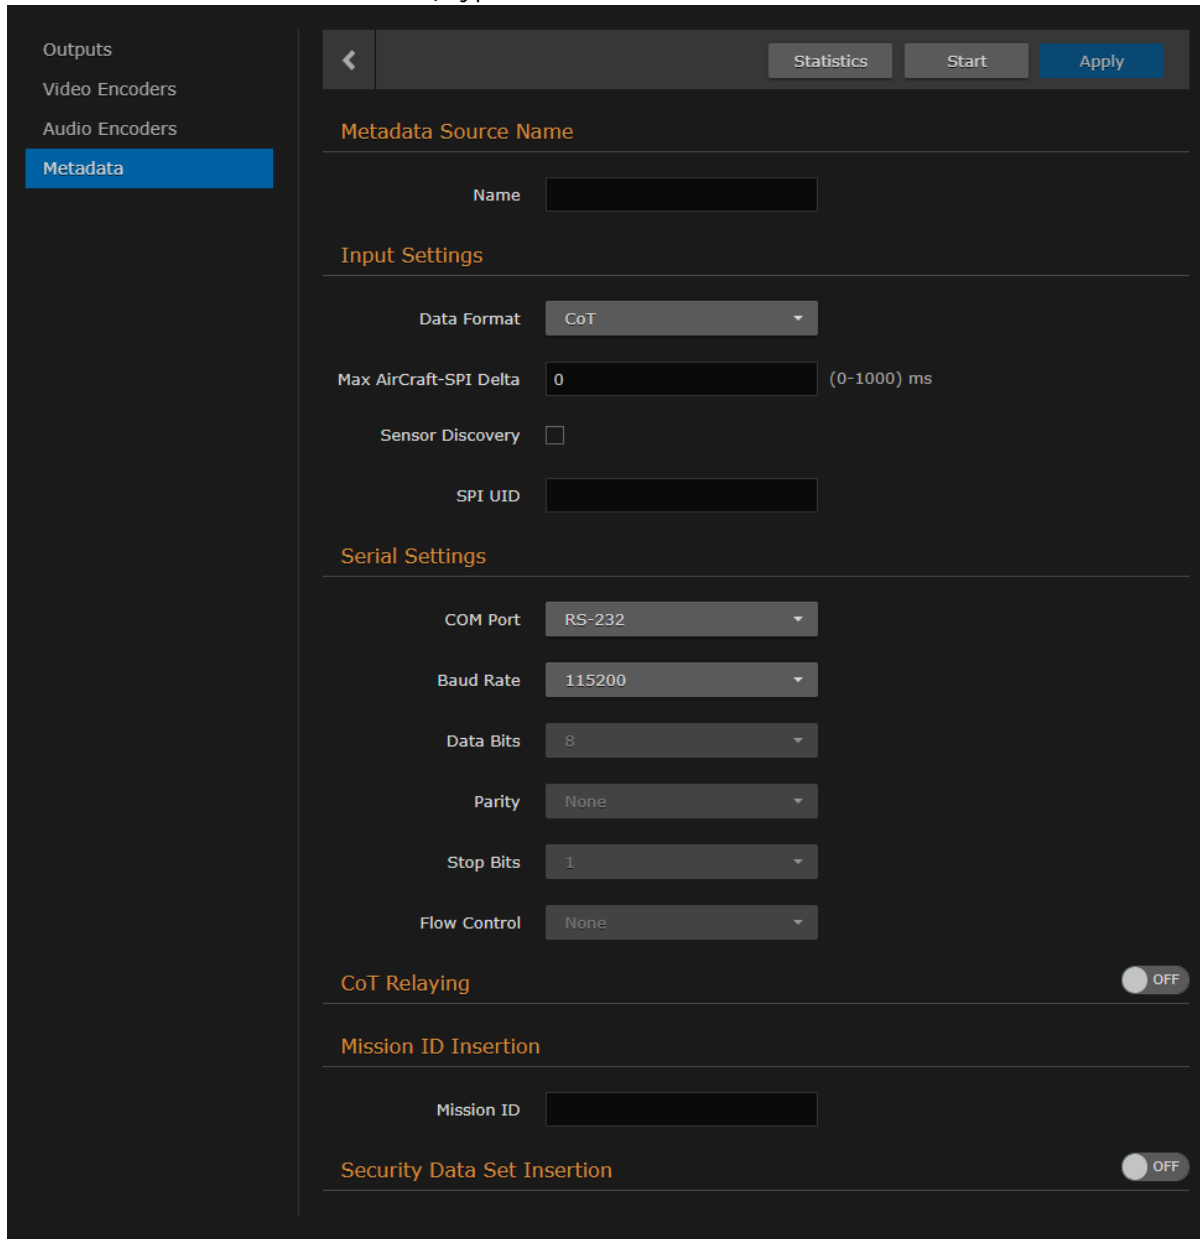 Outputs
Video Encoders
Audio Encoders
Metadata
Statistics Start Apply
Metadata Source Name
Name
Input Settings
Data Format CoT
Max AirCraft-SPI Delta 0 (0-1000) ms
Sensor Discovery
SPI UID
Serial Settings
COM Port RS-232
Baud Rate 115200
Data Bits 8
Parity None
Stop Bits 1
Flow Control None
CoT Relaying OFF
Mission ID Insertion
Mission ID
Security Data Set Insertion OFF